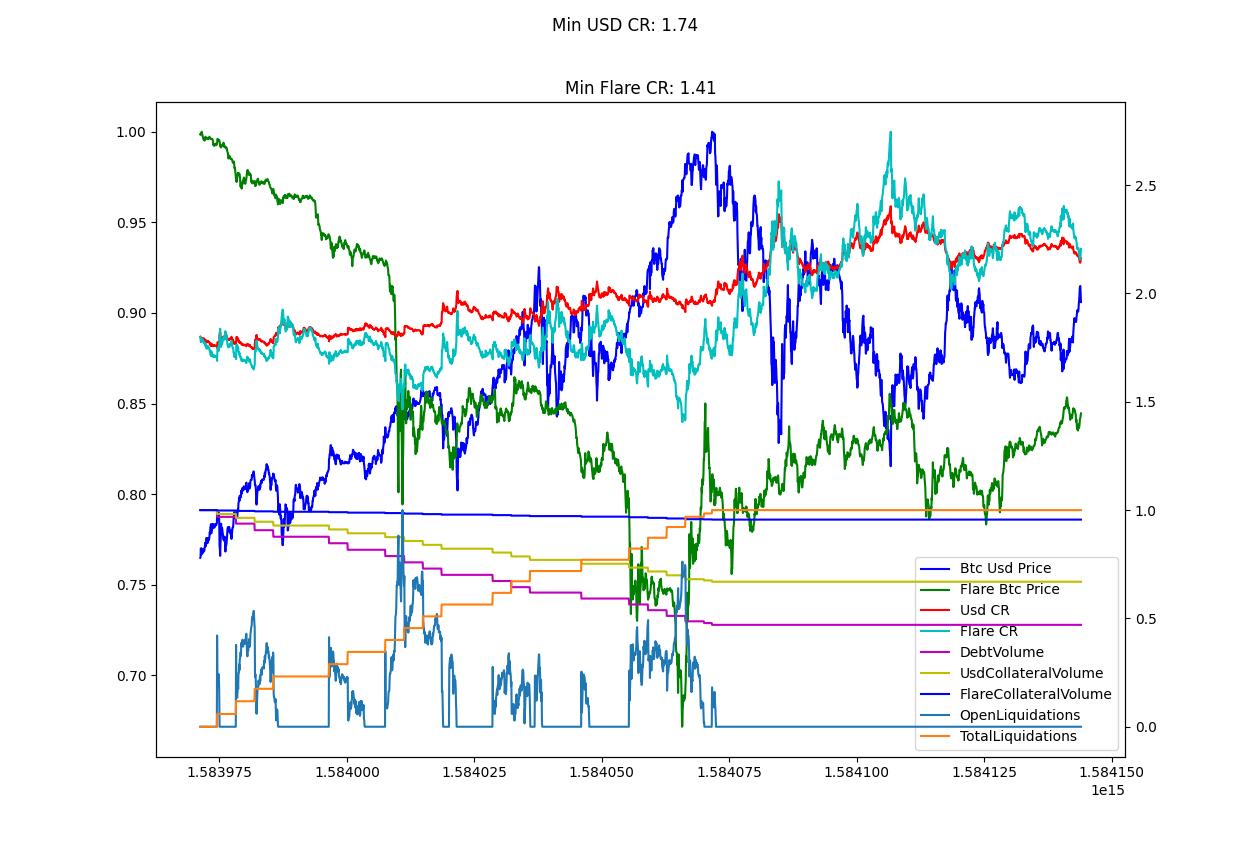 Min USD CR: 1.74
Min Flare CR: 1.41
1.00
0.95
0.90
0.85
0.80
0.75
0.70
2.5
2.0
1.5
1.0
0.5
0.0
Btc Usd Price
Flare Btc Price
Usd CR
Flare CR
DebtVolume
UsdCollateralVolume
FlareCollateralVolume
OpenLiquidations
TotalLiquidations
1.583975 1.584000 1.584025 1.584050 1.584075 1.584100 1.584125 1.584150
1e15